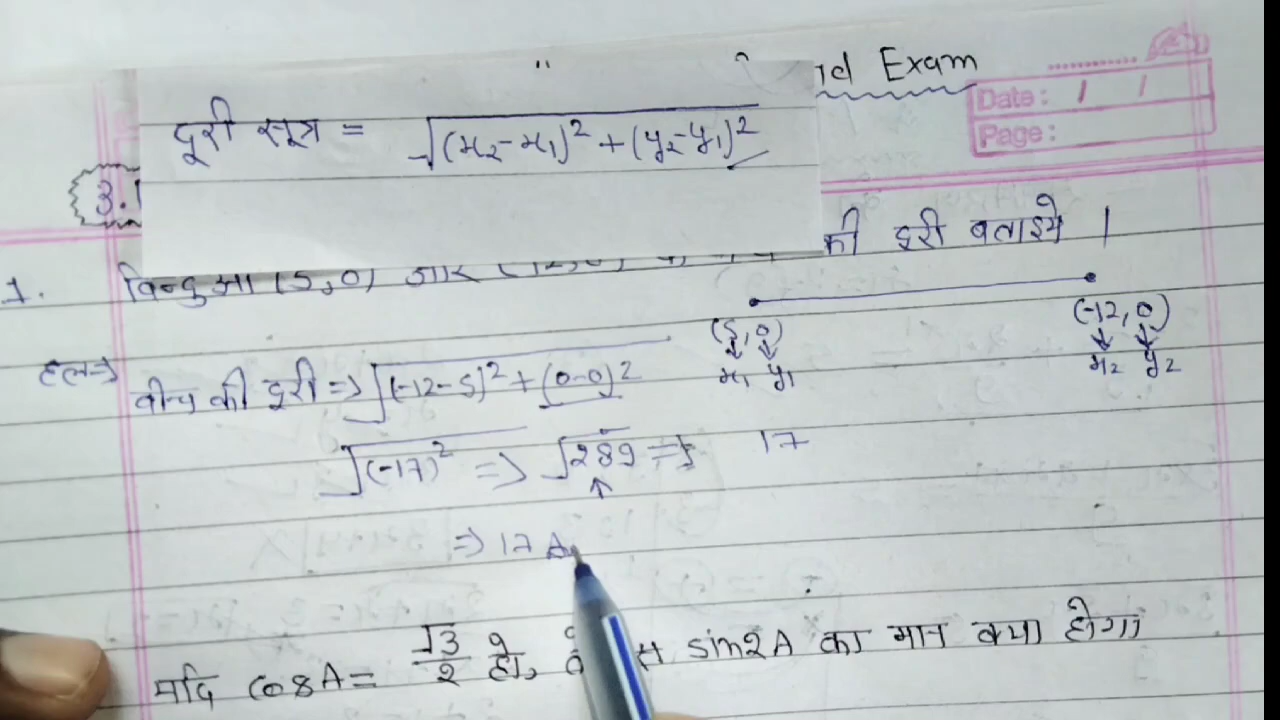 nd Exam
Date: / /
Page:
दूरी सूत्र = √(x₂-x₁)² + (y₂-y₁)²
3.
की दूरी बताइये ।
1. (5,0)
(5,0) (-12,0)
x₁ y₁ x₂ y₂
हल⇒ बीच की दूरी ⇒ √(-12-5)² + (0-0)²
√(-17)² ⇒ √289 ⇒ 17
⇒ 17 A
यदि cosA = √3/2 हो, sin2A का मान क्या होगा